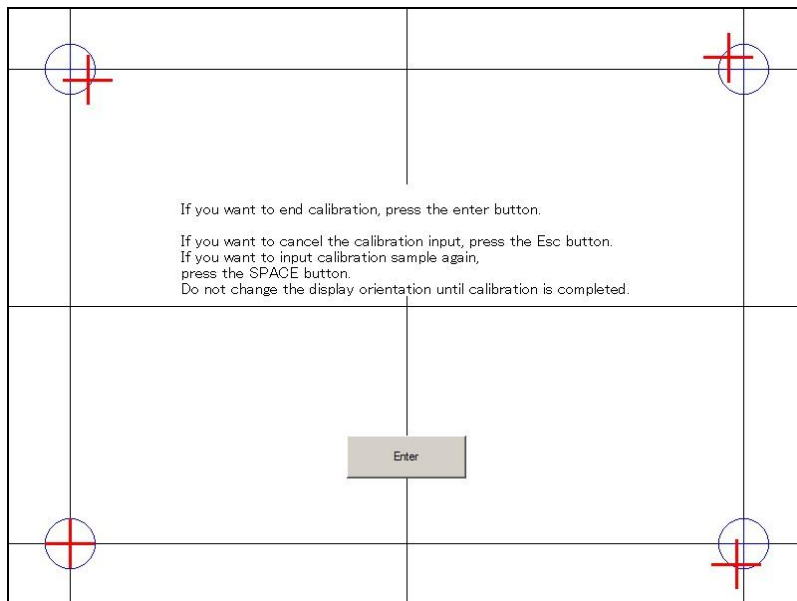 If you want to end calibration, press the enter button.
If you want to cancel the calibration input, press the Esc button.
If you want to input calibration sample again,
press the SPACE button.
Do not change the display orientation until calibration is completed.
Enter